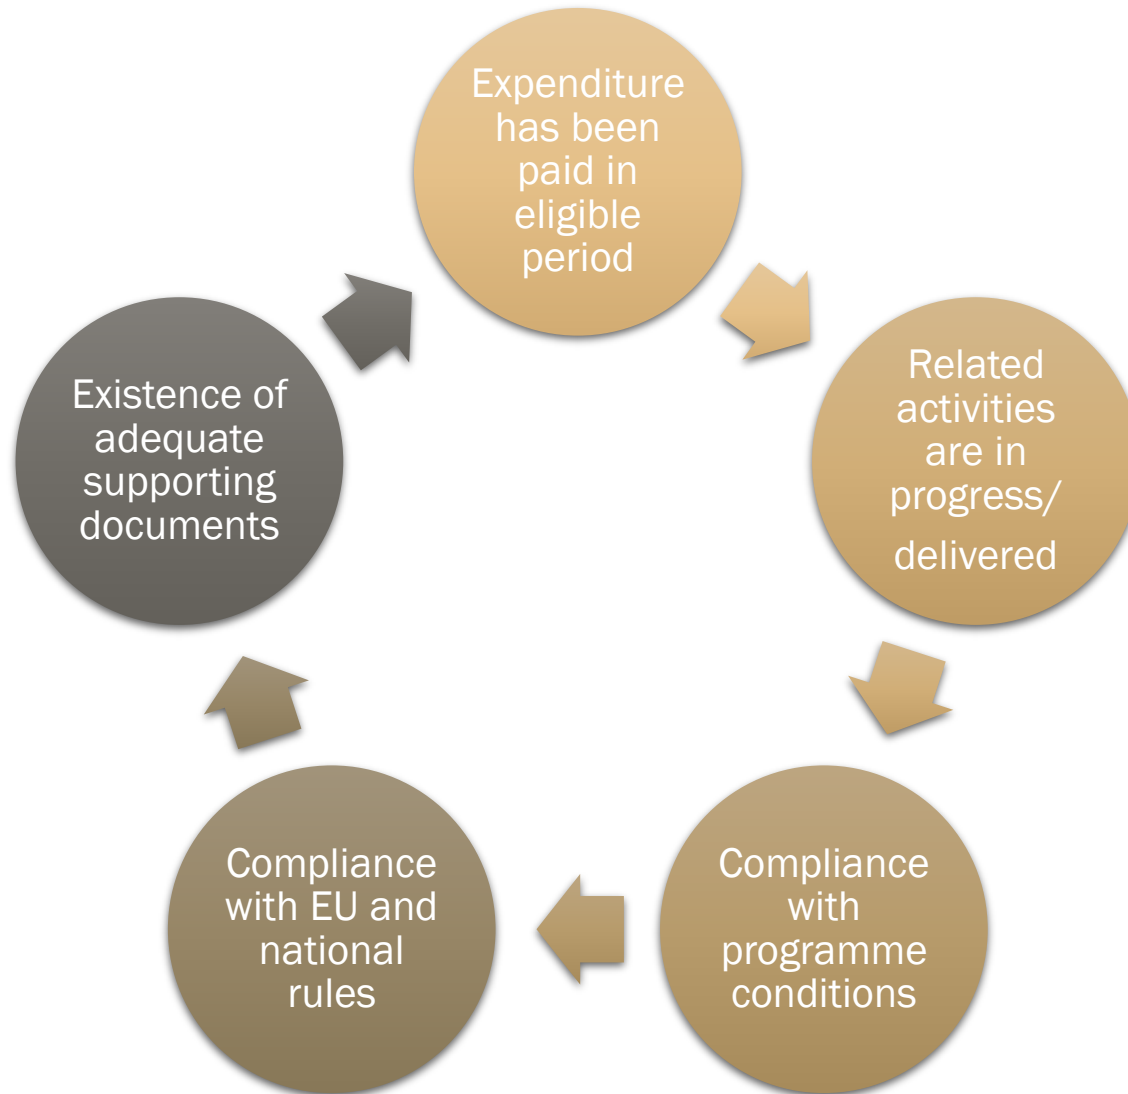 Expenditure
has been
paid in
eligible
period
Related
activities
are in
progress/
delivered
Compliance
with
programme
conditions
Compliance
with EU and
national
rules
Existence of
adequate
supporting
documents